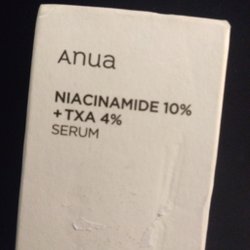 Anua
NIACINAMIDE 10%
+ TXA 4%
SERUM